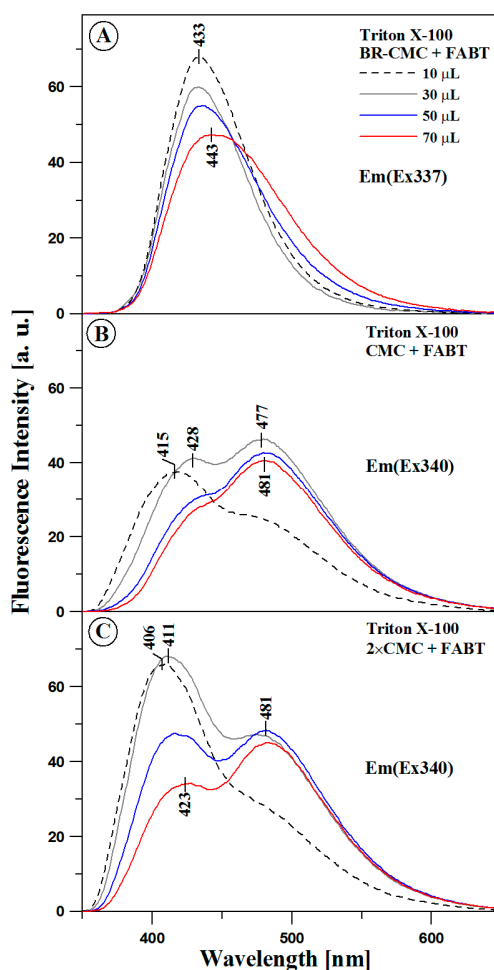 Fluorescence Intensity [a. u.]
A
433
443
Triton X-100
BR-CMC + FABT
10 μL
30 μL
50 μL
70 μL
Em(Ex337)
60
40
20
0
B
415
428
477
481
Triton X-100
CMC + FABT
Em(Ex340)
60
40
20
0
C
406
411
423
481
Triton X-100
2×CMC + FABT
Em(Ex340)
60
40
20
0
400
500
600
Wavelength [nm]